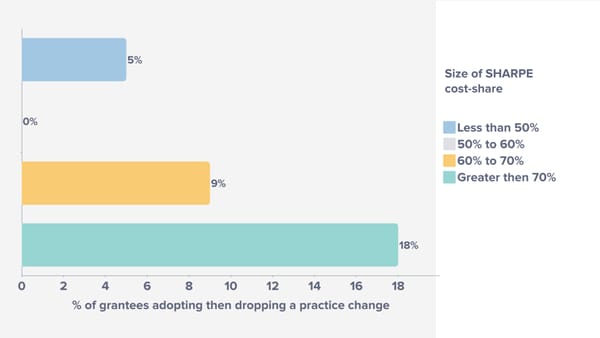 5%
0%
9%
18%
0 2 4 6 8 10 12 14 16 18
% of grantees adopting then dropping a practice change
Size of SHARPE
cost-share
Less than 50%
50% to 60%
60% to 70%
Greater then 70%